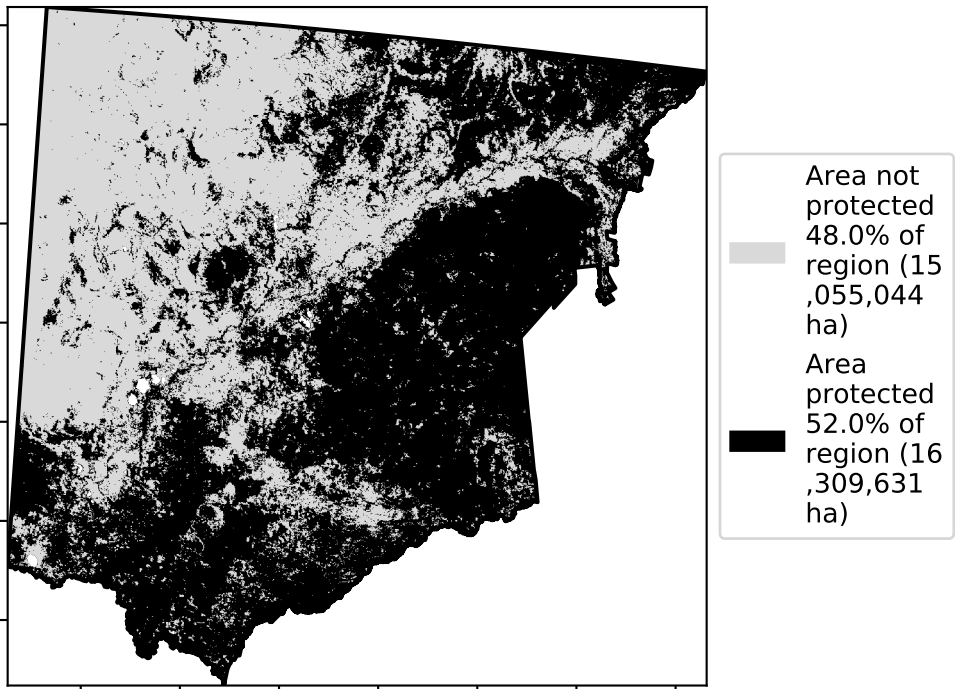 Area not
protected
48.0% of
region (15
,055,044
ha)
Area
protected
52.0% of
region (16
,309,631
ha)